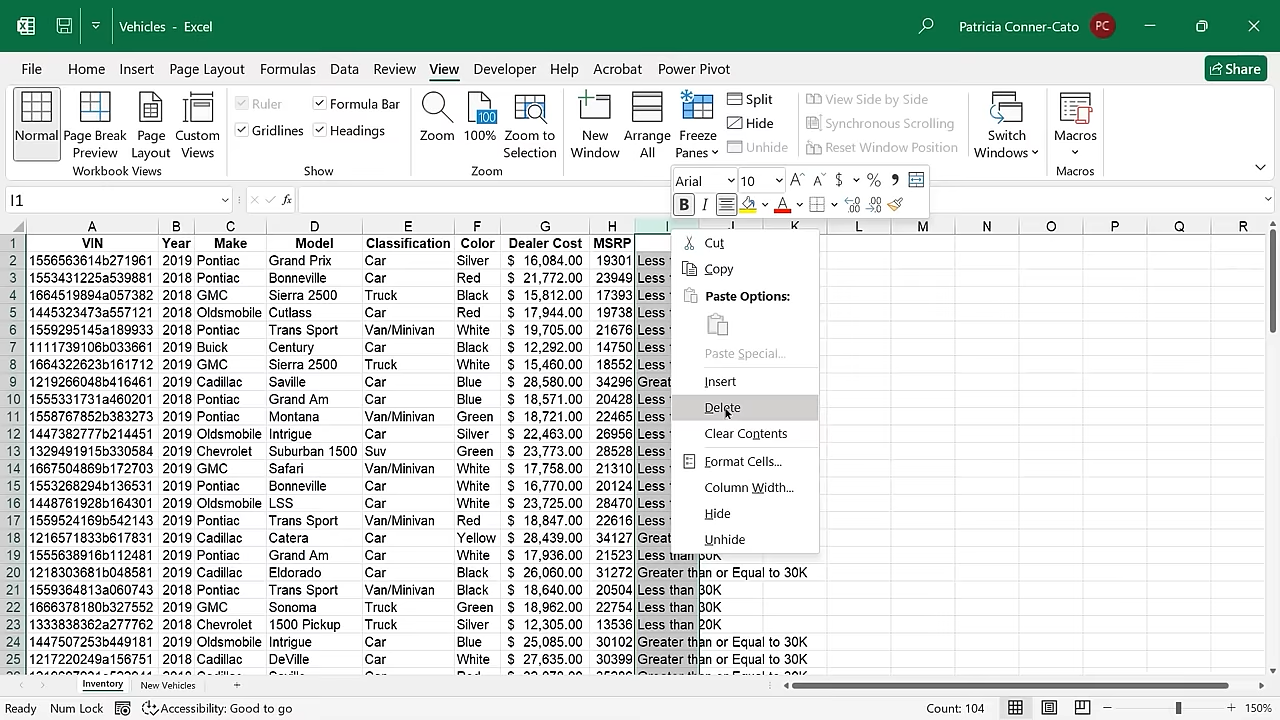 Vehicles - Excel
Patricia Conner-Cato PC
File Home Insert Page Layout Formulas Data Review View Developer Help Acrobat Power Pivot Share
Normal Page Break Preview Page Layout Custom Views
Workbook Views
Ruler Formula Bar
Gridlines Headings
Show
Zoom 100 100% Zoom to Selection
Zoom
New Window Arrange All Freeze Panes
Split
Hide
Unhide
View Side by Side
Synchronous Scrolling
Reset Window Position
Switch Windows
Macros
Macros
Arial 10 A A $ % ,
B I A .00 .00
I1 fx
A B C D E F G H I J K L M N O P Q R
1 VIN Year Make Model Classification Color Dealer Cost MSRP
2 1556563614b271961 2019 Pontiac Grand Prix Car Silver $ 16,084.00 19301 Less
3 1553431225a539881 2018 Pontiac Bonneville Car Red $ 21,772.00 23949 Less
4 1664519894a057382 2018 GMC Sierra 2500 Truck Black $ 15,812.00 17393 Less
5 1445323473a557121 2018 Oldsmobile Cutlass Car Red $ 17,944.00 19738 Less
6 1559295145a189933 2018 Pontiac Trans Sport Van/Minivan White $ 19,705.00 21676 Less
7 1111739106b033661 2019 Buick Century Car Black $ 12,292.00 14750 Less
8 1664322623b161712 2019 GMC Sierra 2500 Truck White $ 15,460.00 18552 Less
9 1219266048b416461 2019 Cadillac Saville Car Blue $ 28,580.00 34296 Great
10 1555331731a460201 2018 Pontiac Grand Am Car Blue $ 18,571.00 20428 Less
11 1558767852b383273 2019 Pontiac Montana Van/Minivan Green $ 18,721.00 22465 Less
12 1447382777b214451 2019 Oldsmobile Intrigue Car Silver $ 22,463.00 26956 Less
13 1329491915b330584 2019 Chevrolet Suburban 1500 Suv Green $ 23,773.00 28528 Less
14 1667504869b172703 2019 GMC Safari Van/Minivan White $ 17,758.00 21310 Less
15 1553268294b136531 2019 Pontiac Bonneville Car White $ 16,770.00 20124 Less
16 1448761928b164301 2019 Oldsmobile LSS Car White $ 23,725.00 28470 Less
17 1559524169b542143 2019 Pontiac Trans Sport Van/Minivan Red $ 18,847.00 22616 Less
18 1216571833b617831 2019 Cadillac Catera Car Yellow $ 28,439.00 34127 Great
19 1555638916b112481 2019 Pontiac Grand Am Car White $ 17,936.00 21523 Less than 30K
20 1218303681b048581 2019 Cadillac Eldorado Car Black $ 26,060.00 31272 Greater than or Equal to 30K
21 1559364813a060743 2018 Pontiac Trans Sport Van/Minivan Black $ 18,640.00 20504 Less than 30K
22 1666378180b327552 2019 GMC Sonoma Truck Green $ 18,962.00 22754 Less than 30K
23 1333838362a277762 2018 Chevrolet 1500 Pickup Truck Silver $ 12,305.00 13536 Less than 20K
24 1447507253b449181 2019 Oldsmobile Intrigue Car Blue $ 25,085.00 30102 Greater than or Equal to 30K
25 1217220249a156751 2018 Cadillac DeVille Car White $ 27,635.00 30399 Greater than or Equal to 30K
Cut
Copy
Paste Options:
Paste Special...
Insert
Delete
Clear Contents
Format Cells...
Column Width...
Hide
Unhide
Inventory New Vehicles +
Ready Num Lock Accessibility: Good to go Count: 104 150%